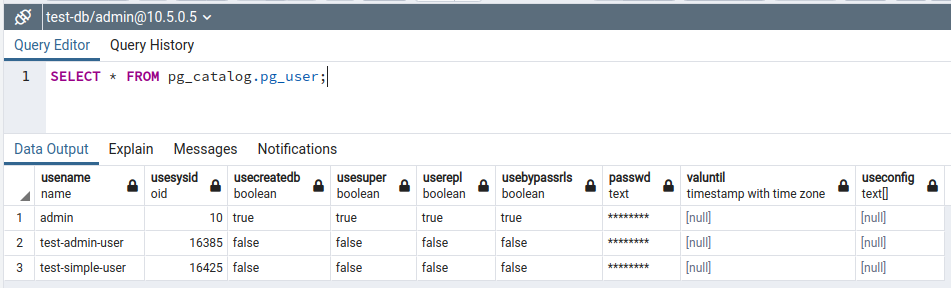 test-db/admin@10.5.0.5
Query Editor Query History
1 SELECT * FROM pg_catalog.pg_user;
Data Output Explain Messages Notifications
usename usesysid usecreatedb usesuper userepl usebypassrls passwd valuntil useconfig
name oid boolean boolean boolean boolean text timestamp with time zone text[]
1 admin 10 true true true true ******** [null] [null]
2 test-admin-user 16385 false false false false ******** [null] [null]
3 test-simple-user 16425 false false false false ******** [null] [null]